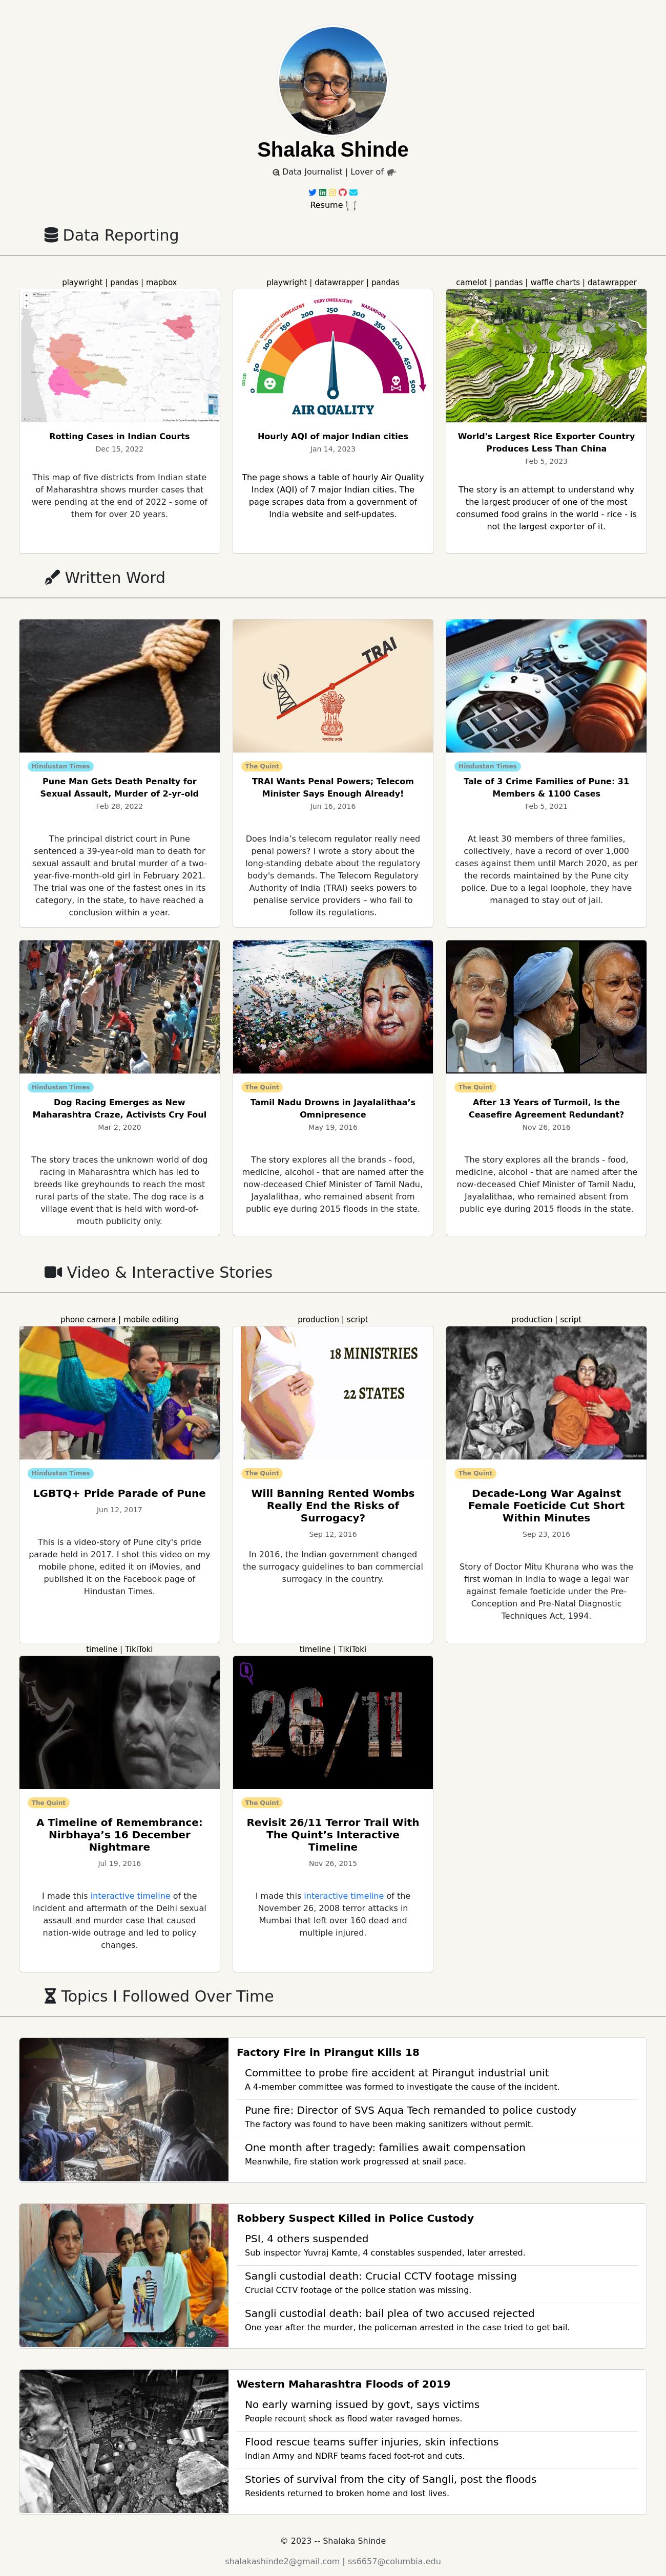 Shalaka Shinde
Data Journalist | Lover of
Resume
Data Reporting
playwright | pandas | mapbox
Rotting Cases in Indian Courts
Dec 15, 2022
This map of five districts from Indian state
of Maharashtra shows murder cases that
were pending at the end of 2022 - some of
them for over 20 years.
playwright | datawrapper | pandas
GOOD
MODERATE
UNHEALTHY
UNHEALTHY
VERY UNHEALTHY
HAZARDOUS
0
50
100
150
200
250
300
350
400
450
500
AIR QUALITY
Hourly AQI of major Indian cities
Jan 14, 2023
The page shows a table of hourly Air Quality
Index (AQI) of 7 major Indian cities. The
page scrapes data from a government of
India website and self-updates.
camelot | pandas | waffle charts | datawrapper
World's Largest Rice Exporter Country
Produces Less Than China
Feb 5, 2023
The story is an attempt to understand why
the largest producer of one of the most
consumed food grains in the world - rice - is
not the largest exporter of it.
Written Word
Hindustan Times
Pune Man Gets Death Penalty for
Sexual Assault, Murder of 2-yr-old
Feb 28, 2022
The principal district court in Pune
sentenced a 39-year-old man to death for
sexual assault and brutal murder of a two-
year-five-month-old girl in February 2021.
The trial was one of the fastest ones in its
category, in the state, to have reached a
conclusion within a year.
TRAI
The Quint
TRAI Wants Penal Powers; Telecom
Minister Says Enough Already!
Jun 16, 2016
Does India’s telecom regulator really need
penal powers? I wrote a story about the
long-standing debate about the regulatory
body's demands. The Telecom Regulatory
Authority of India (TRAI) seeks powers to
penalise service providers – who fail to
follow its regulations.
Hindustan Times
Tale of 3 Crime Families of Pune: 31
Members & 1100 Cases
Feb 5, 2021
At least 30 members of three families,
collectively, have a record of over 1,000
cases against them until March 2020, as per
the records maintained by the Pune city
police. Due to a legal loophole, they have
managed to stay out of jail.
Hindustan Times
Dog Racing Emerges as New
Maharashtra Craze, Activists Cry Foul
Mar 2, 2020
The story traces the unknown world of dog
racing in Maharashtra which has led to
breeds like greyhounds to reach the most
rural parts of the state. The dog race is a
village event that is held with word-of-
mouth publicity only.
The Quint
Tamil Nadu Drowns in Jayalalithaa’s
Omnipresence
May 19, 2016
The story explores all the brands - food,
medicine, alcohol - that are named after the
now-deceased Chief Minister of Tamil Nadu,
Jayalalithaa, who remained absent from
public eye during 2015 floods in the state.
The Quint
After 13 Years of Turmoil, Is the
Ceasefire Agreement Redundant?
Nov 26, 2016
The story explores all the brands - food,
medicine, alcohol - that are named after the
now-deceased Chief Minister of Tamil Nadu,
Jayalalithaa, who remained absent from
public eye during 2015 floods in the state.
Video & Interactive Stories
phone camera | mobile editing
Hindustan Times
LGBTQ+ Pride Parade of Pune
Jun 12, 2017
This is a video-story of Pune city's pride
parade held in 2017. I shot this video on my
mobile phone, edited it on iMovies, and
published it on the Facebook page of
Hindustan Times.
production | script
18 MINISTRIES
22 STATES
The Quint
Will Banning Rented Wombs
Really End the Risks of
Surrogacy?
Sep 12, 2016
In 2016, the Indian government changed
the surrogacy guidelines to ban commercial
surrogacy in the country.
production | script
The Quint
Decade-Long War Against
Female Foeticide Cut Short
Within Minutes
Sep 23, 2016
Story of Doctor Mitu Khurana who was the
first woman in India to wage a legal war
against female foeticide under the Pre-
Conception and Pre-Natal Diagnostic
Techniques Act, 1994.
timeline | TikiToki
The Quint
A Timeline of Remembrance:
Nirbhaya’s 16 December
Nightmare
Jul 19, 2016
I made this interactive timeline of the
incident and aftermath of the Delhi sexual
assault and murder case that caused
nation-wide outrage and led to policy
changes.
timeline | TikiToki
26/11
The Quint
Revisit 26/11 Terror Trail With
The Quint’s Interactive
Timeline
Nov 26, 2015
I made this interactive timeline of the
November 26, 2008 terror attacks in
Mumbai that left over 160 dead and
multiple injured.
Topics I Followed Over Time
Factory Fire in Pirangut Kills 18
Committee to probe fire accident at Pirangut industrial unit
A 4-member committee was formed to investigate the cause of the incident.
Pune fire: Director of SVS Aqua Tech remanded to police custody
The factory was found to have been making sanitizers without permit.
One month after tragedy: families await compensation
Meanwhile, fire station work progressed at snail pace.
Robbery Suspect Killed in Police Custody
PSI, 4 others suspended
Sub inspector Yuvraj Kamte, 4 constables suspended, later arrested.
Sangli custodial death: Crucial CCTV footage missing
Crucial CCTV footage of the police station was missing.
Sangli custodial death: bail plea of two accused rejected
One year after the murder, the policeman arrested in the case tried to get bail.
Western Maharashtra Floods of 2019
No early warning issued by govt, says victims
People recount shock as flood water ravaged homes.
Flood rescue teams suffer injuries, skin infections
Indian Army and NDRF teams faced foot-rot and cuts.
Stories of survival from the city of Sangli, post the floods
Residents returned to broken home and lost lives.
© 2023 -- Shalaka Shinde
shalakashinde2@gmail.com | ss6657@columbia.edu